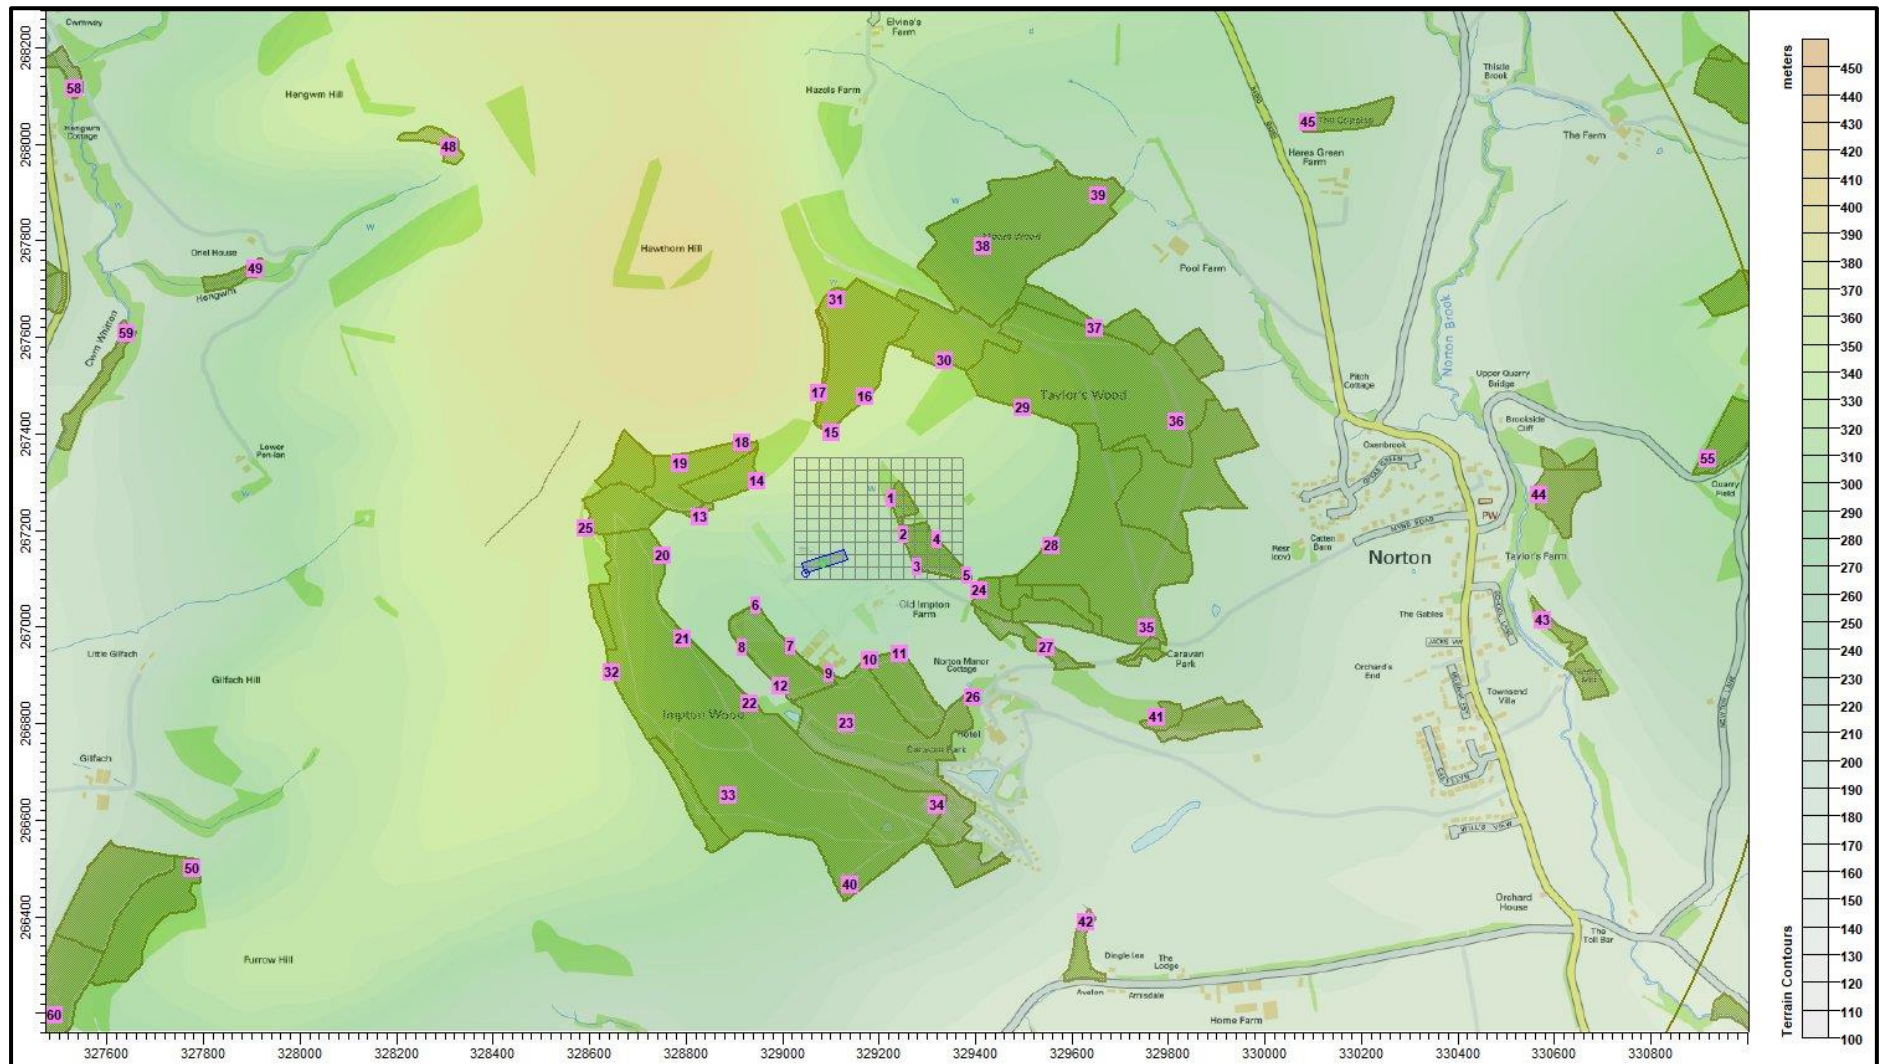 Cwmwey
Elvine's
Farm
Hengwm Hill
Hazels Farm
Thistle
Brook
The Farm
58
Hengwm
Cottage
48
45
The Coppice
Heres Green
Farm
39
38
Oriel House
Hawthorn Hill
49
Hengwm
Pool Farm
31
37
59
Cwm Whitton
30
Norton Brook
17
16
29
Taylor's Wood
36
Pitch
Cottage
Upper Quarry
Bridge
15
18
19
14
13
25
20
Lower
Pen-lan
Oxenbrook
Brookside
Cliff
55
Quarry
Field
1
2
4
3
5
24
28
44
PW
MYND ROAD
Resr
(cov)
Catten
Barn
Norton
Taylor's Farm
6
7
8
9
10
11
12
Old Impton
Farm
35
27
Caravan
Park
The Gables
43
Little Gilfach
Gilfach Hill
21
32
22
23
26
Norton Manor
Cottage
Orchard's
End
Townsend
Villa
Impton Wood
Hotel
Caravan Park
41
Gilfach
33
34
50
40
42
Orchard
House
The
Toll Bar
Furrow Hill
Dingle Lee
The
Lodge
Avalon
Arnisdale
Home Farm
60
268200
268000
267800
267600
267400
267200
267000
266800
266600
266400
327600
327800
328000
328200
328400
328600
328800
329000
329200
329400
329600
329800
330000
330200
330400
330600
330800
meters
450
440
430
420
410
400
390
380
370
360
350
340
330
320
310
300
290
280
270
260
250
240
230
220
210
200
190
180
170
160
150
140
130
120
110
100
Terrain Contours